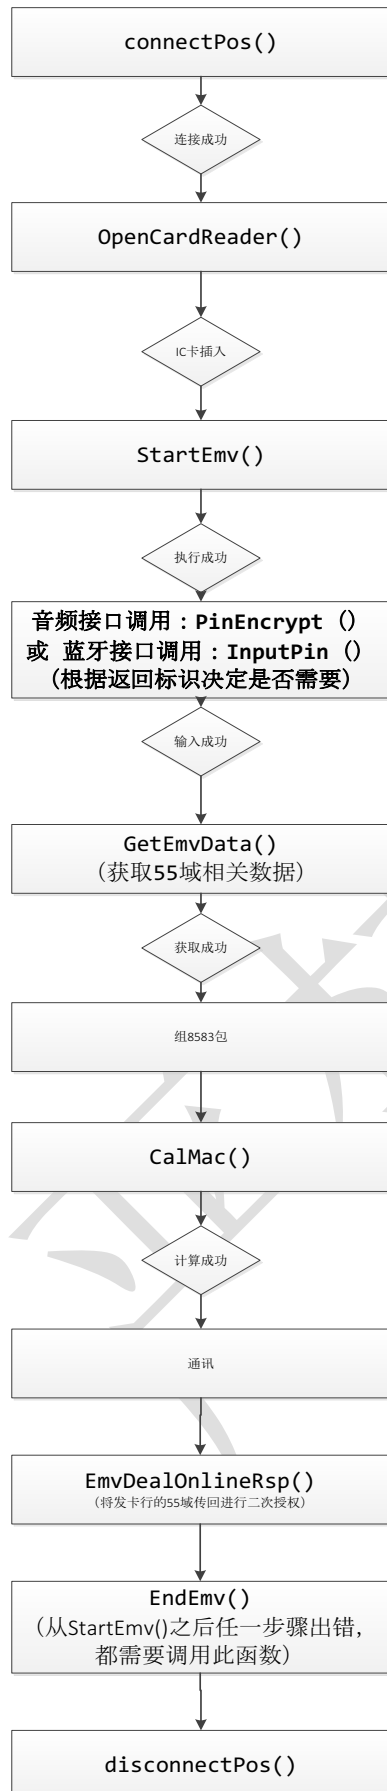 connectPos()
连接成功
OpenCardReader()
IC卡插入
StartEmv()
执行成功
音频接口调用：PinEncrypt（）
或 蓝牙接口调用：InputPin（）
（根据返回标识决定是否需要）
输入成功
GetEmvData()
（获取55域相关数据）
获取成功
组8583包
CalMac()
计算成功
通讯
EmvDealOnlineRsp()
（将发卡行的55域传回进行二次授权）
EndEmv()
（从StartEmv()之后任一步骤出错，
都需要调用此函数）
disconnectPos()